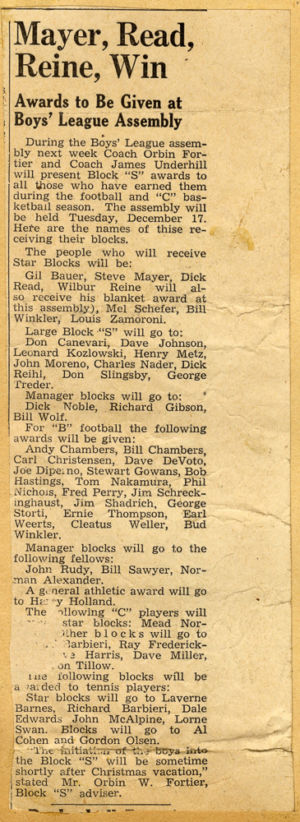 Mayer, Read,
Reine, Win
Awards to Be Given at
Boys' League Assembly
During the Boys' League assem-
bly next week Coach Orbin For-
tier and Coach James Underhill
will present Block "S" awards to
all those who have earned them
during the football and "C" bas-
ketball season. The assembly will
be held Tuesday, December 17.
Here are the names of thise re-
ceiving their blocks.
The people who will receive
Star Blocks will be:
Gil Bauer, Steve Mayer, Dick
Read, Wilbur Reine will al-
so receive his blanket award at
this assembly), Mel Schefer, Bill
Winkler, Louis Zamoroni.
Large Block "S" will go to:
Don Canevari, Dave Johnson,
Leonard Kozlowski, Henry Metz,
John Moreno, Charles Nader, Dick
Reihl, Don Slingsby, George
Treder.
Manager blocks will go to:
Dick Noble, Richard Gibson,
Bill Wolf.
For "B" football the following
awards will be given:
Andy Chambers, Bill Chambers,
Carl Christensen, Dave DeVoto,
Joe Stewart Gowans, Bob
Hastings, Tom Nakamura, Phil
Nichois, Fred Perry, Jim Schreck-
inghaust, Jim Shadrich, George
Storti, Ernie Thompson, Earl
Weerts, Cleatus Weller, Bud
Winkler.
Manager blocks will go to the
following fellows:
John Rudy, Bill Sawyer, Nor-
man Alexander.
A general athletic award will go
to Holland.
The following "C" players will
star blocks: Mead Nor-
other blocks will go to
Barbieri, Ray Frederick-
Harris, Dave Miller,
Tillow.
The following blocks will be
awarded to tennis players:
Star blocks will go to Laverne
Barnes, Richard Barbieri, Dale
Edwards John McAlpine, Lorne
Swan. Blocks will go to Al
Cohen and Gordon Olsen.
"The initiation of the boys into
the Block "S" will be sometime
shortly after Christmas vacation,"
stated Mr. Orbin W. Fortier,
Block "S" adviser.